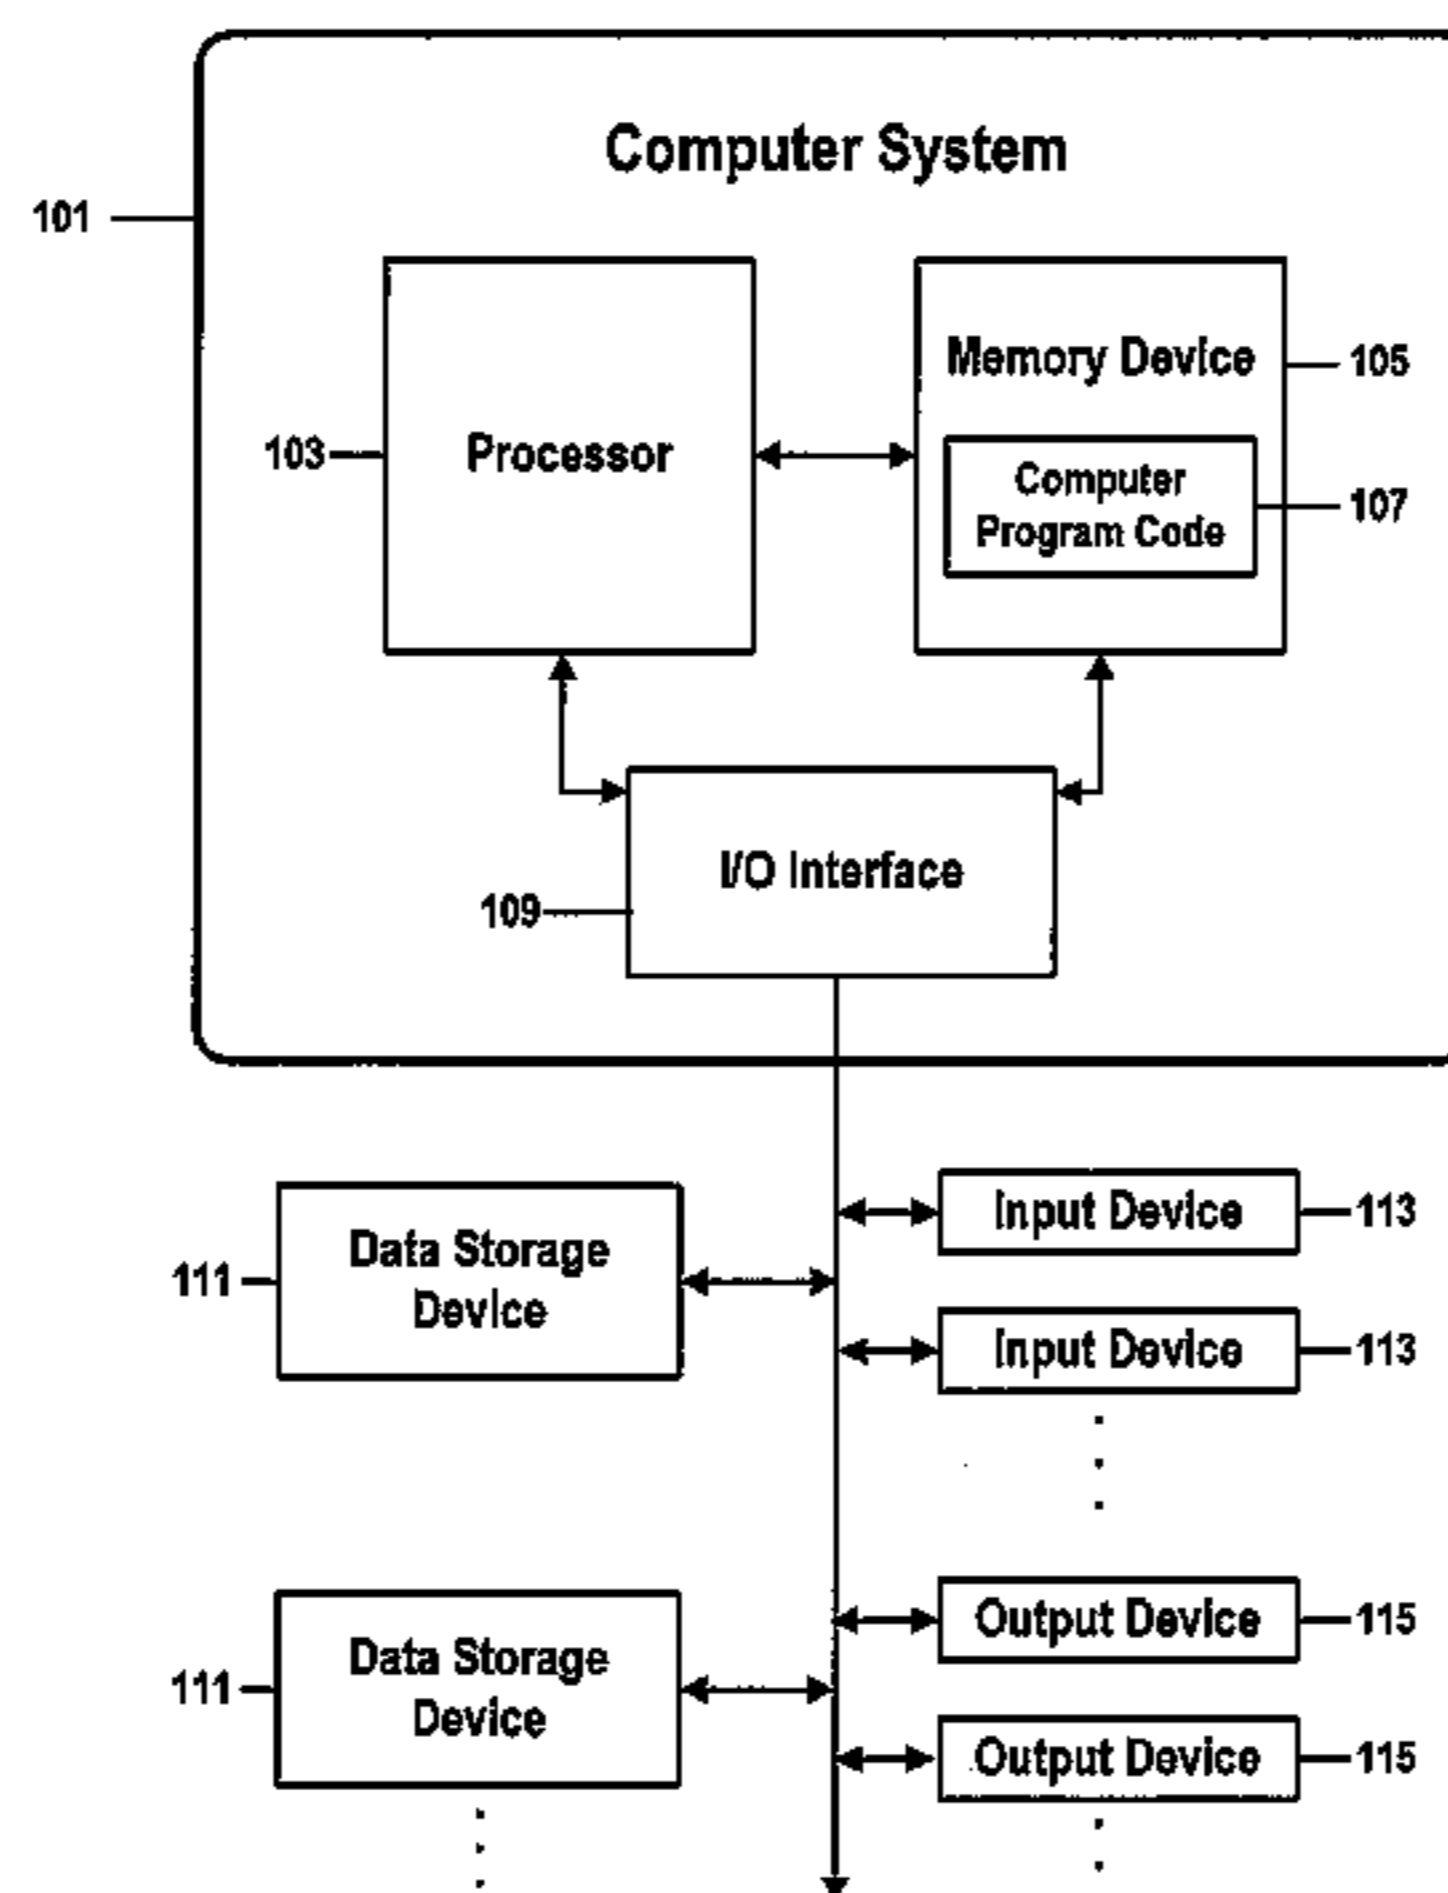 Computer System
101
Memory Device
105
103
Processor
Computer
Program Code
107
I/O Interface
109
Input Device
113
Data Storage
Device
111
Input Device
113
Output Device
115
Data Storage
Device
111
Output Device
115